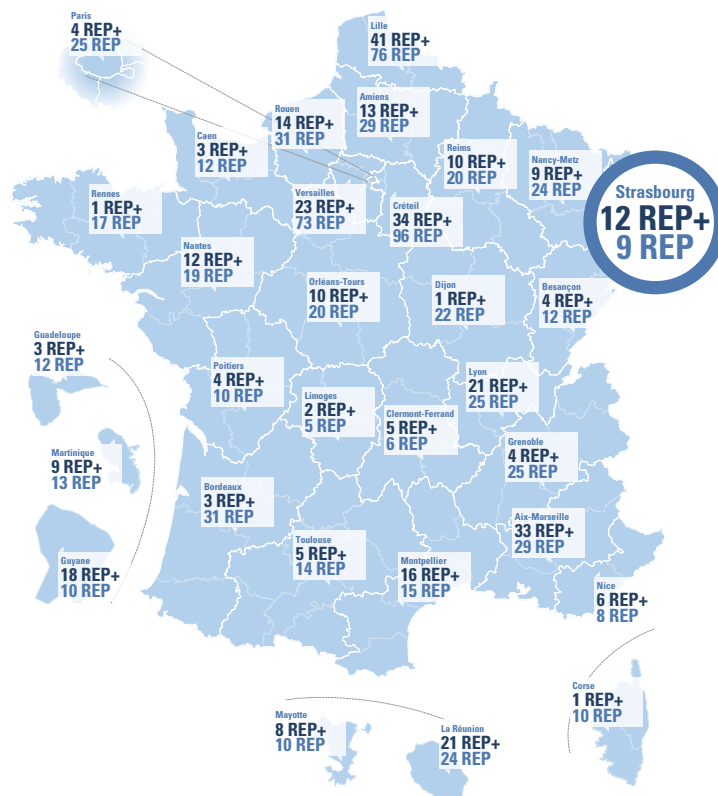 Paris
4 REP+
25 REP
Lille
41 REP+
76 REP
Amiens
13 REP+
29 REP
Rouen
14 REP+
31 REP
Caen
3 REP+
12 REP
Reims
10 REP+
20 REP
Nancy-Metz
9 REP+
24 REP
Strasbourg
12 REP+
9 REP
Rennes
1 REP+
17 REP
Versailles
23 REP+
73 REP
Créteil
34 REP+
96 REP
Nantes
12 REP+
19 REP
Orléans-Tours
10 REP+
20 REP
Dijon
1 REP+
22 REP
Besançon
4 REP+
12 REP
Guadeloupe
3 REP+
12 REP
Poitiers
4 REP+
10 REP
Limoges
2 REP+
5 REP
Clermont-Ferrand
5 REP+
6 REP
Lyon
21 REP+
25 REP
Grenoble
4 REP+
25 REP
Martinique
9 REP+
13 REP
Bordeaux
3 REP+
31 REP
Aix-Marseille
33 REP+
29 REP
Guyane
18 REP+
10 REP
Toulouse
5 REP+
14 REP
Montpellier
16 REP+
15 REP
Nice
6 REP+
8 REP
Corse
1 REP+
10 REP
Mayotte
8 REP+
10 REP
La Réunion
21 REP+
24 REP